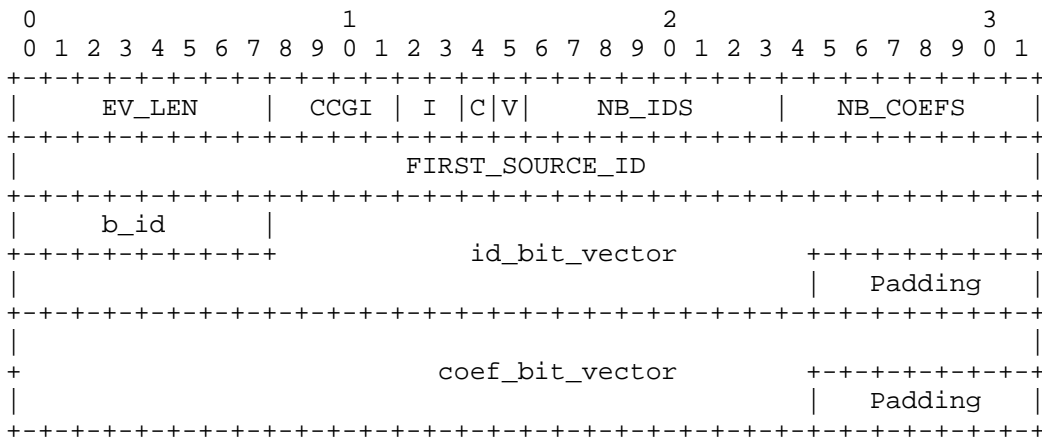 0                   1                   2                   3
 0 1 2 3 4 5 6 7 8 9 0 1 2 3 4 5 6 7 8 9 0 1 2 3 4 5 6 7 8 9 0 1
+-+-+-+-+-+-+-+-+-+-+-+-+-+-+-+-+-+-+-+-+-+-+-+-+-+-+-+-+-+-+-+-+
|     EV_LEN    |  CCGI | I |C|V|    NB_IDS     |   NB_COEFS    |
+-+-+-+-+-+-+-+-+-+-+-+-+-+-+-+-+-+-+-+-+-+-+-+-+-+-+-+-+-+-+-+-+
|                        FIRST_SOURCE_ID                        |
+-+-+-+-+-+-+-+-+-+-+-+-+-+-+-+-+-+-+-+-+-+-+-+-+-+-+-+-+-+-+-+-+
|     b_id      |                                               |
+-+-+-+-+-+-+-+-+            id_bit_vector        +-+-+-+-+-+-+-+
|                                                 |   Padding   |
+-+-+-+-+-+-+-+-+-+-+-+-+-+-+-+-+-+-+-+-+-+-+-+-+-+-+-+-+-+-+-+-+
|                                                               |
+                          coef_bit_vector        +-+-+-+-+-+-+-+
|                                                 |   Padding   |
+-+-+-+-+-+-+-+-+-+-+-+-+-+-+-+-+-+-+-+-+-+-+-+-+-+-+-+-+-+-+-+-+